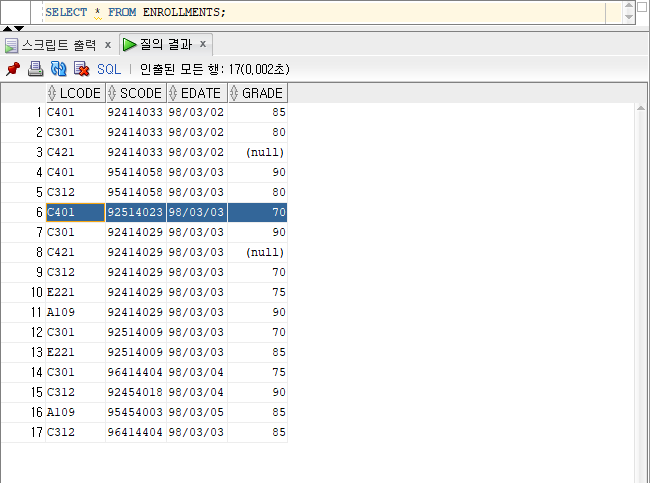 SELECT * FROM ENROLLMENTS;
스크립트 출력 x 질의 결과 x
SQL | 인출된 모든 행: 17(0,002초)
LCODE SCODE EDATE GRADE
1 C401 92414033 98/03/02 85
2 C301 92414033 98/03/02 80
3 C421 92414033 98/03/02 (null)
4 C401 95414058 98/03/03 90
5 C312 95414058 98/03/03 80
6 C401 92514023 98/03/03 70
7 C301 92414029 98/03/03 90
8 C421 92414029 98/03/03 (null)
9 C312 92414029 98/03/03 70
10 E221 92414029 98/03/03 75
11 A109 92414029 98/03/03 90
12 C301 92514009 98/03/03 70
13 E221 92514009 98/03/03 85
14 C301 96414404 98/03/04 75
15 C312 92454018 98/03/04 90
16 A109 95454003 98/03/05 85
17 C312 96414404 98/03/03 85